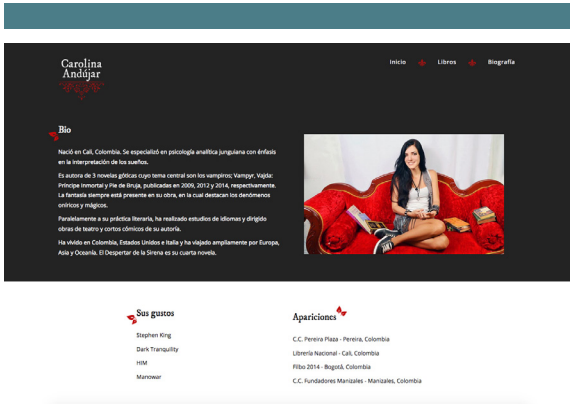 Carolina
Andújar
Inicio
Libros
Biografía
Bio
Nació en Cali, Colombia. Se especializó en psicología analítica junguiana con énfasis
en la interpretación de los sueños.
Es autora de 3 novelas góticas cuyo tema central son los vampiros; Vampyr, Vajda:
Príncipe Inmortal y Pie de Bruja, publicadas en 2009, 2012 y 2014, respectivamente.
La fantasía siempre está presente en su obra, en la cual destacan los denómenos
oníricos y mágicos.
Paralelamente a su práctica literaria, ha realizado estudios de idiomas y dirigido
obras de teatro y cortos cómicos de su autoría.
Ha vivido en Colombia, Estados Unidos e Italia y ha viajado ampliamente por Europa,
Asia y Oceanía. El Despertar de la Sirena es su cuarta novela.
Sus gustos
Stephen King
Dark Tranquility
HIM
Manowar
Apariciones
C.C. Pereira Plaza - Pereira, Colombia
Librería Nacional - Cali, Colombia
Filbo 2014 - Bogotá, Colombia
C.C. Fundadores Manizales - Manizales, Colombia